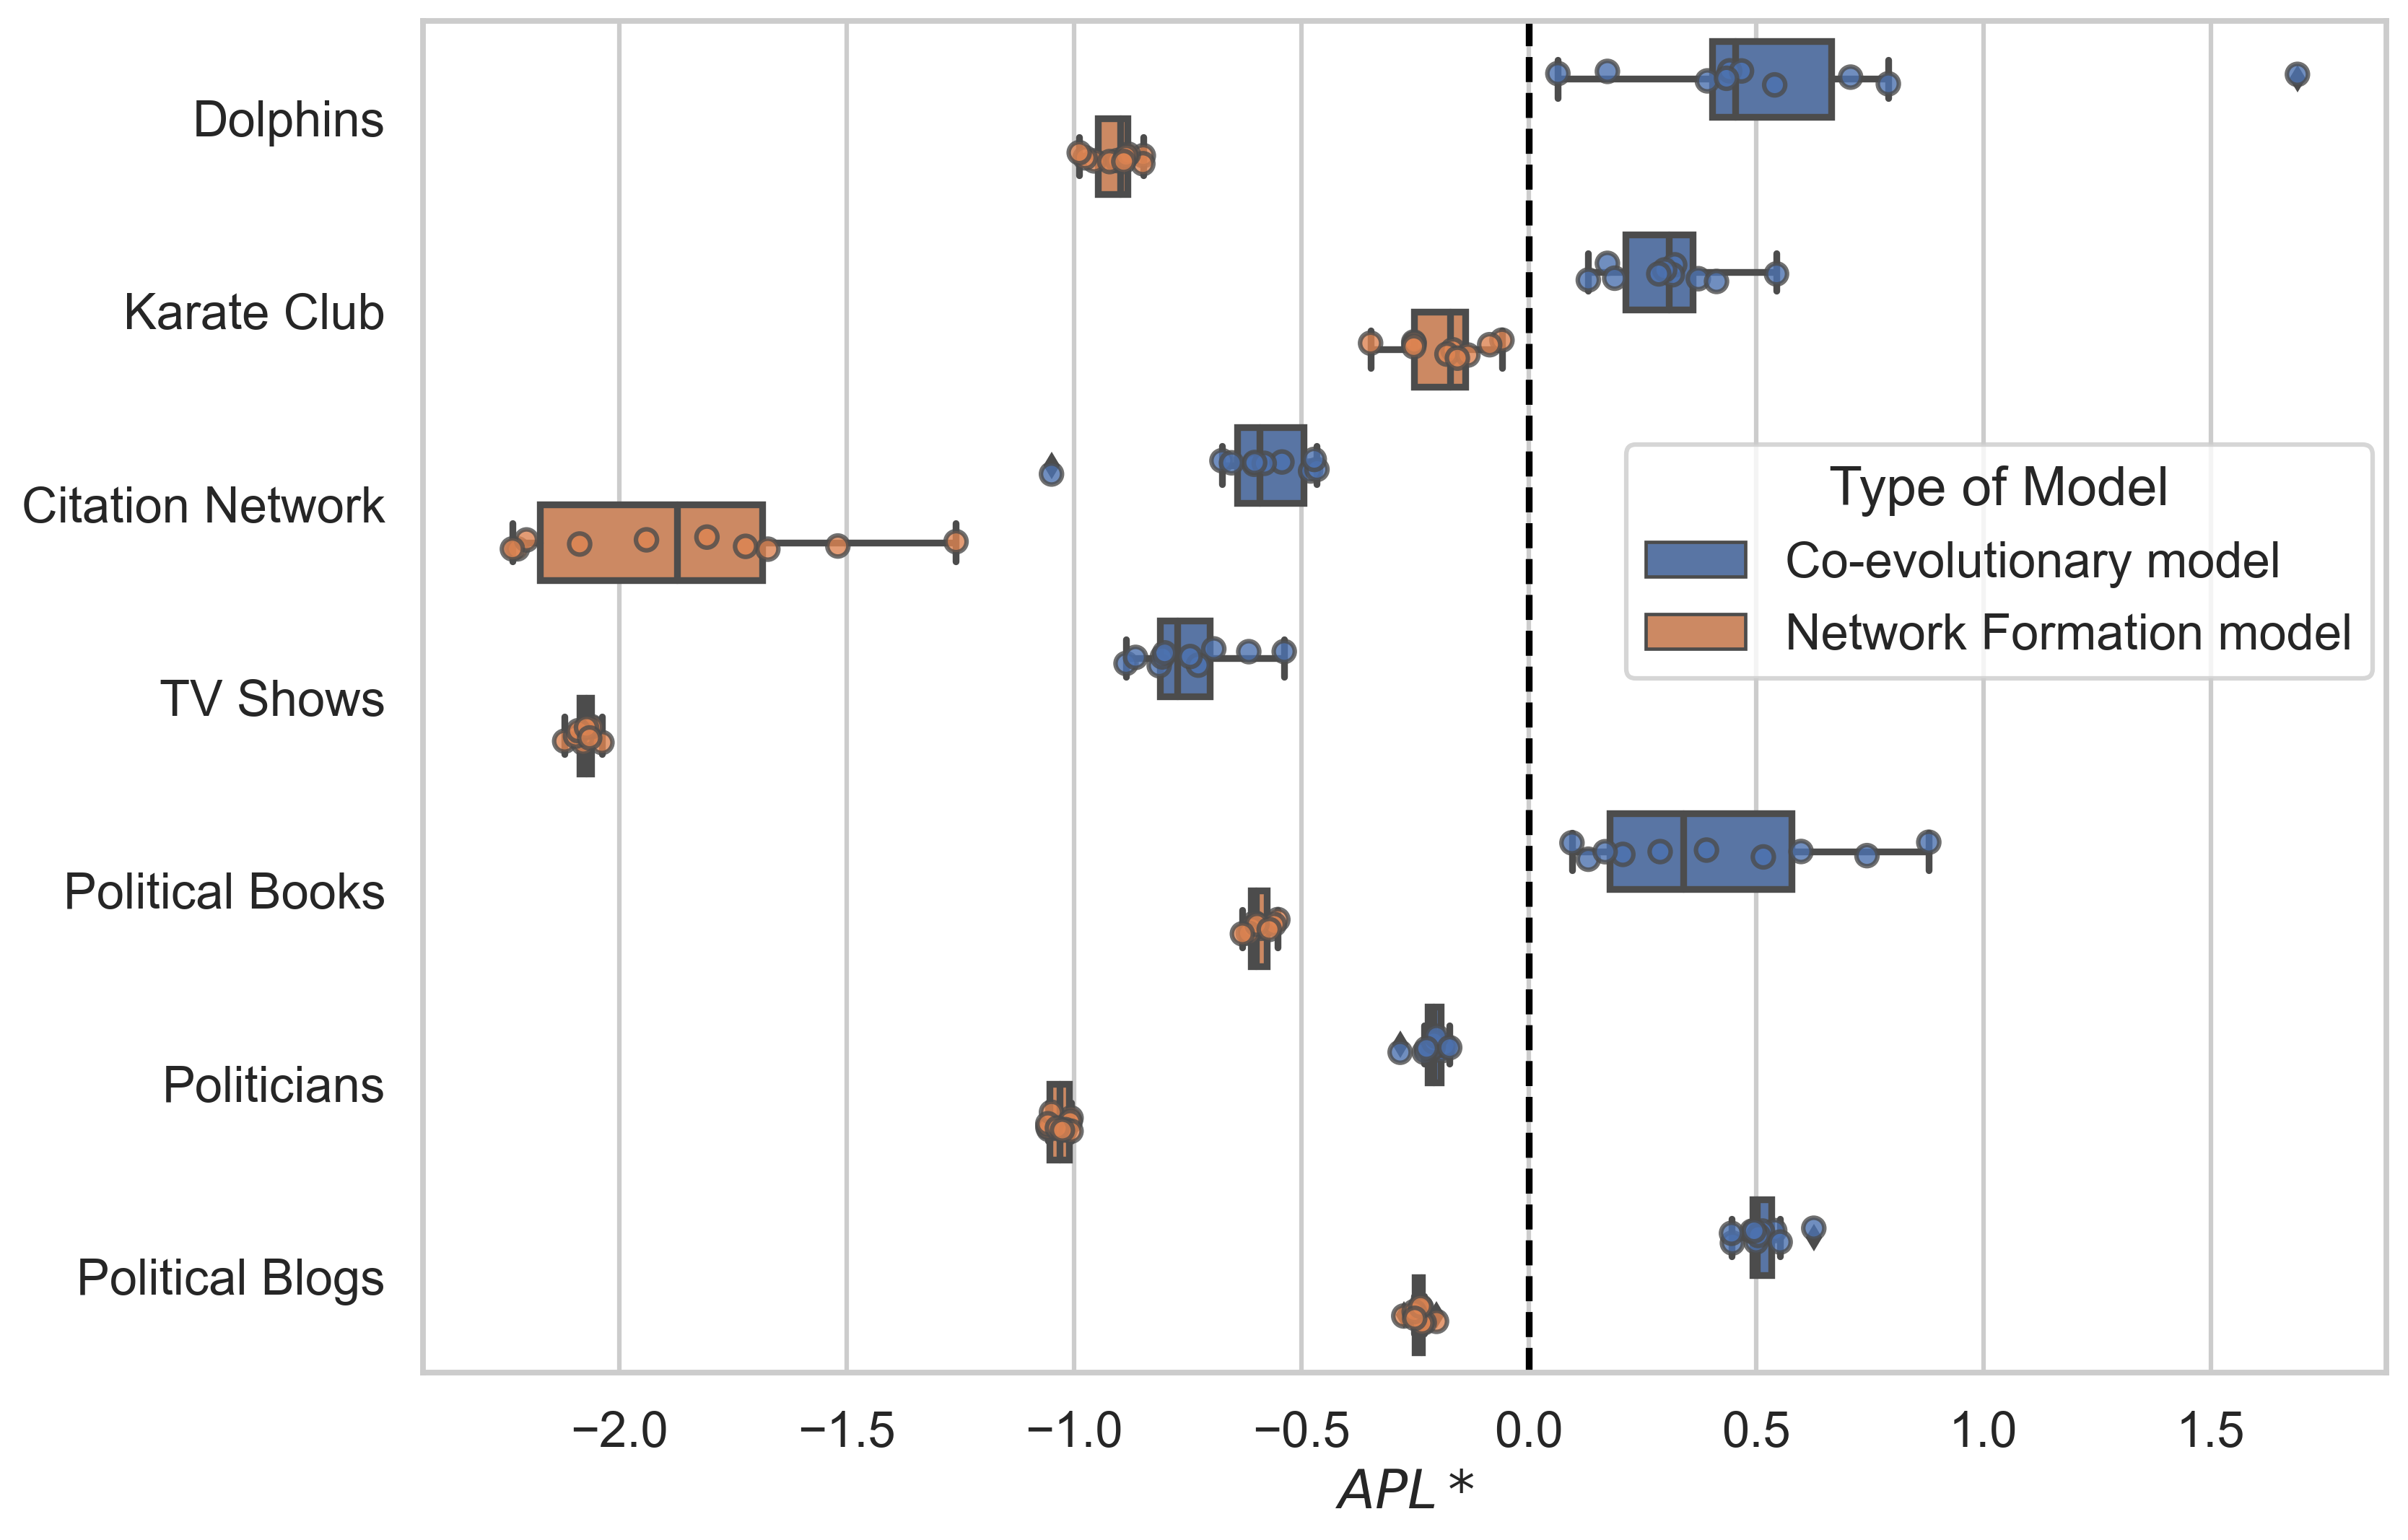 Dolphins
Karate Club
Citation Network
TV Shows
Political Books
Politicians
Political Blogs
Type of Model
Co-evolutionary model
Network Formation model
−2.0 −1.5 −1.0 −0.5 0.0 0.5 1.0 1.5
APL *